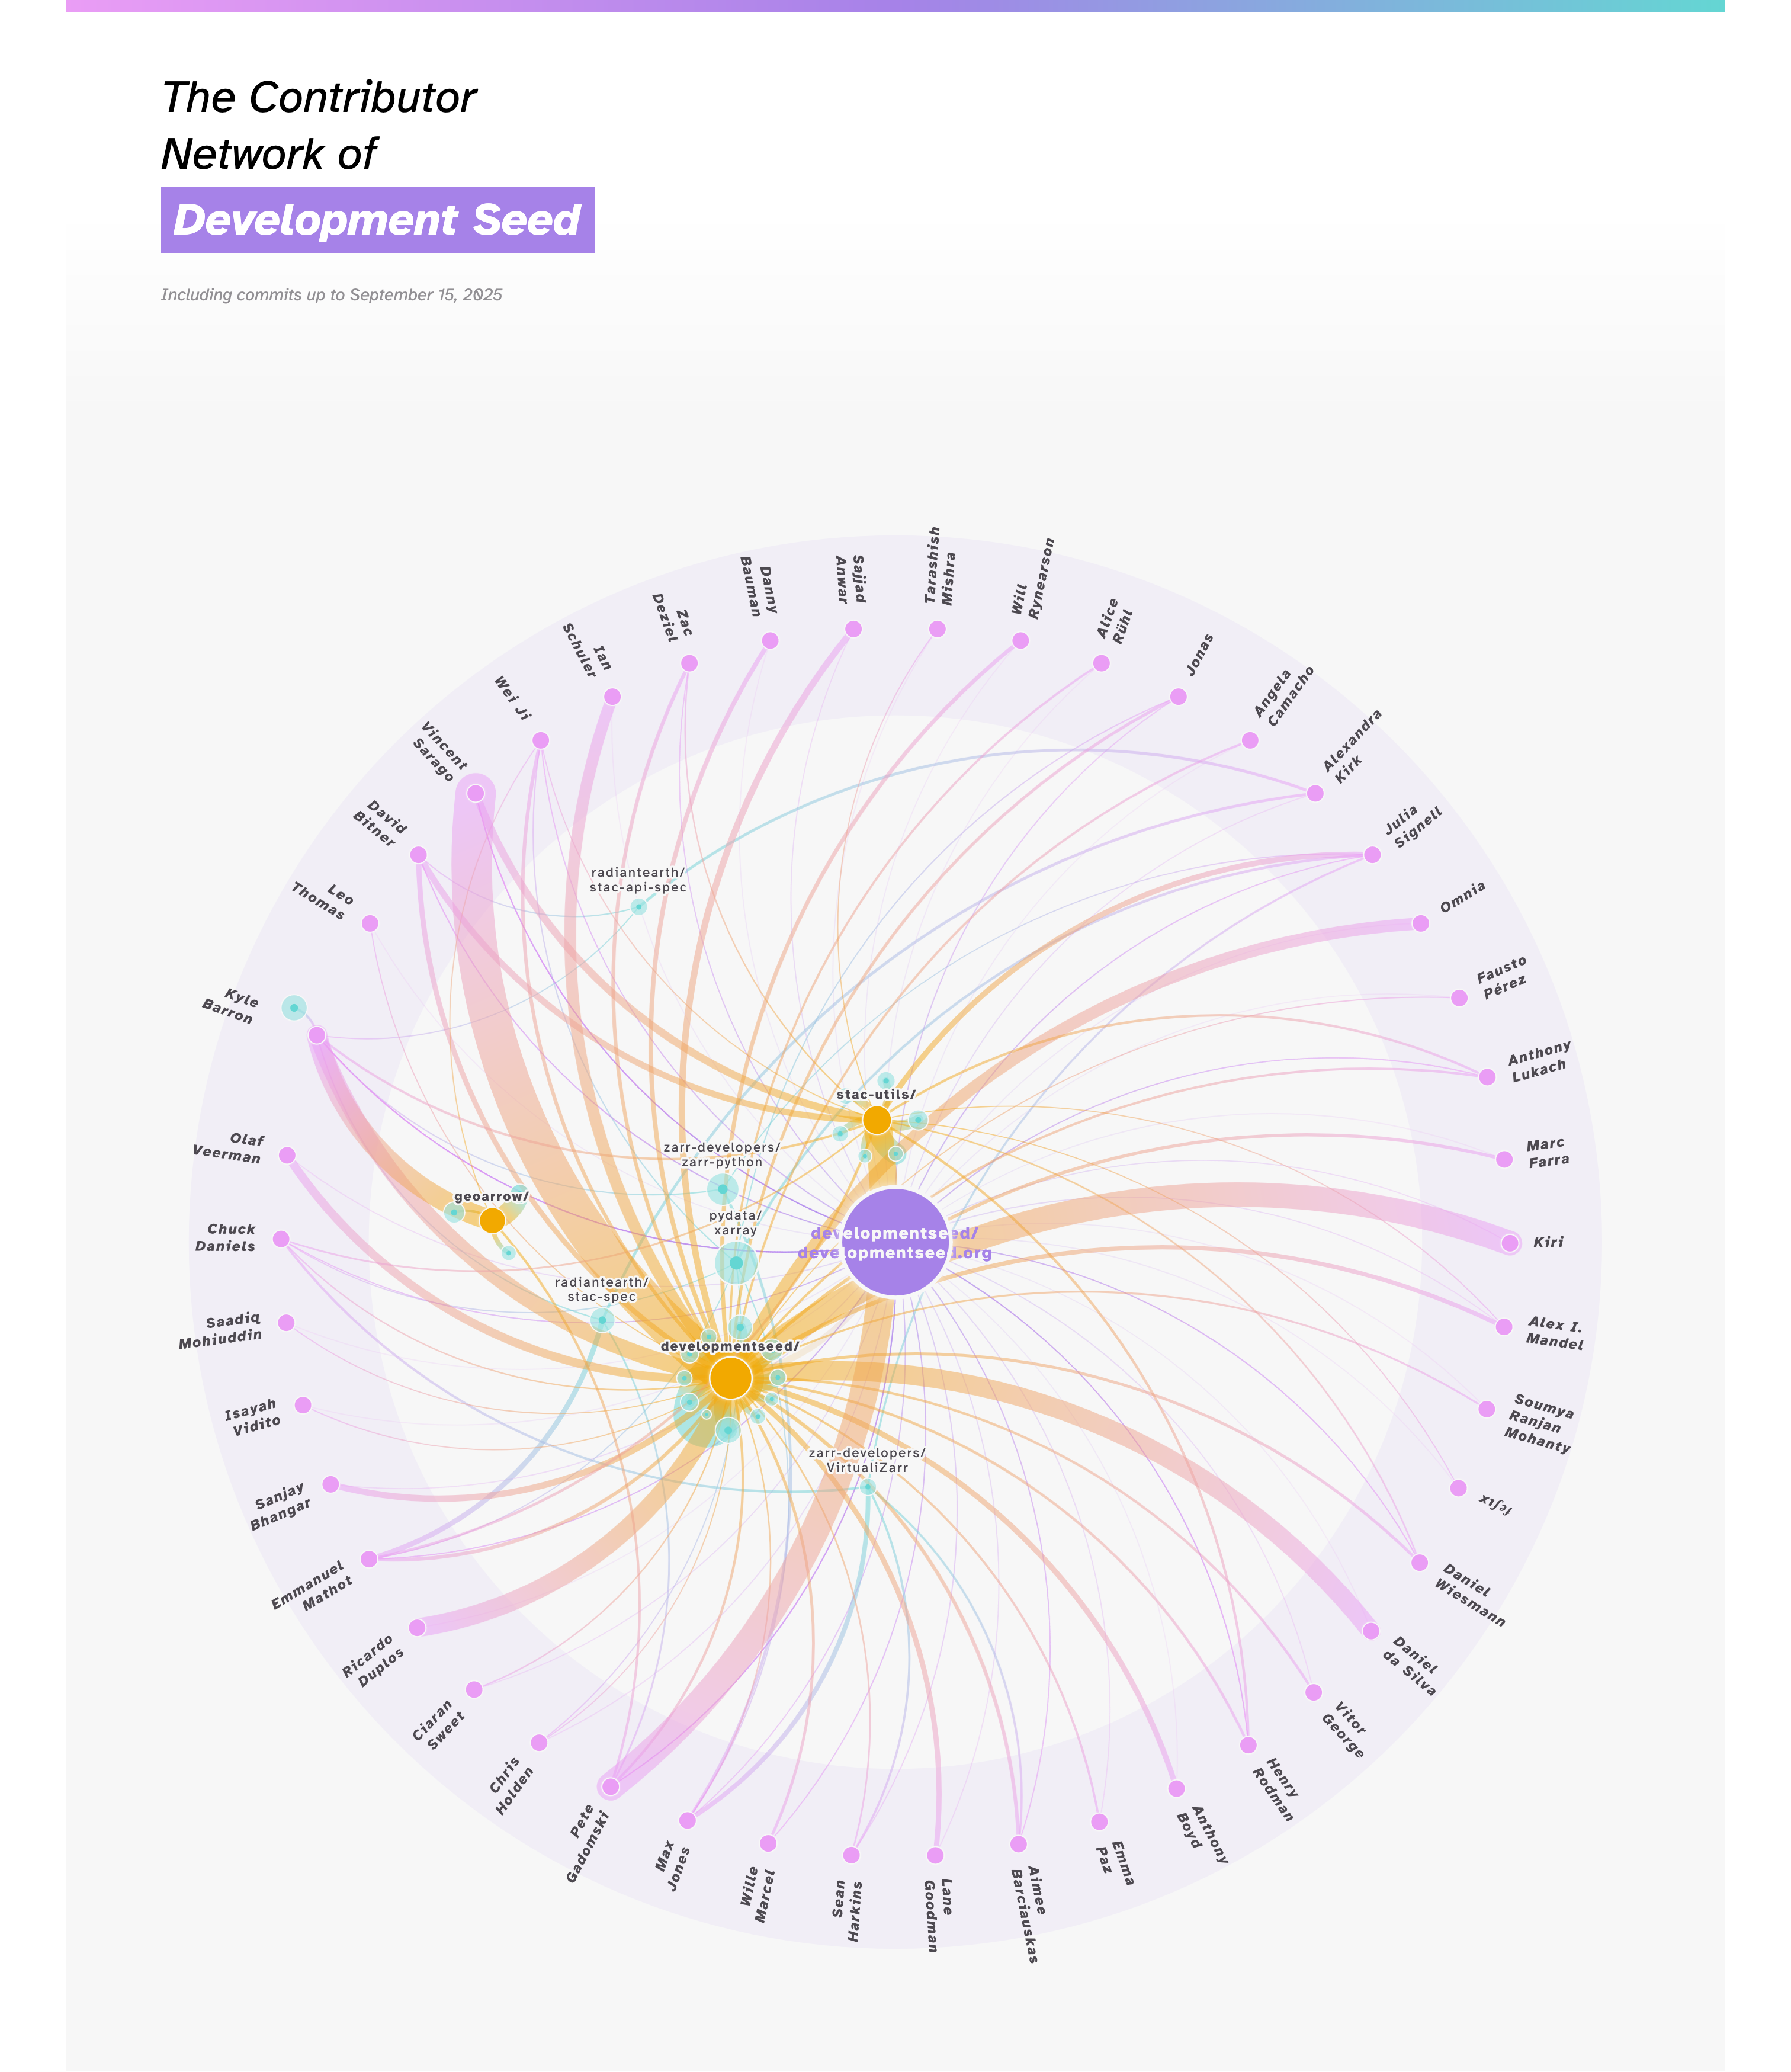 The Contributor
Network of
Development Seed
Including commits up to September 15, 2025
Tarashish
Mishra
Will
Rynearson
Alice
Rühl
Jonas
Angela
Camacho
Alexandra
Kirk
Julia
Signell
Omnia
Fausto
Pérez
Anthony
Lukach
Marc
Farra
Kiri
Alex I.
Mandel
Soumya
Ranjan
Mohanty
Daniel
Wiesmann
Daniel
da Silva
Vitor
George
Henry
Rodman
Anthony
Boyd
Emma
Paz
Aimee
Barciauskas
Lane
Goodman
Sean
Harkins
Wille
Marcel
Max
Jones
Pete
Gadomski
Chris
Holden
Ciaran
Sweet
Ricardo
Duplos
Emmanuel
Mathot
Sanjay
Bhangar
Isayah
Vidito
Saadiq
Mohiuddin
Chuck
Daniels
Olaf
Veerman
Kyle
Barron
Leo
Thomas
David
Bitner
Vincent
Sarago
Wei Ji
Ian
Schuler
Zac
Deziel
Danny
Bauman
Sajjad
Anwar
radiantearth/
stac-api-spec
stac-utils/
zarr-developers/
zarr-python
geoarrow/
pydata/
xarray
developmentseed/
developmentseed.org
radiantearth/
stac-spec
developmentseed/
zarr-developers/
VirtualiZarr